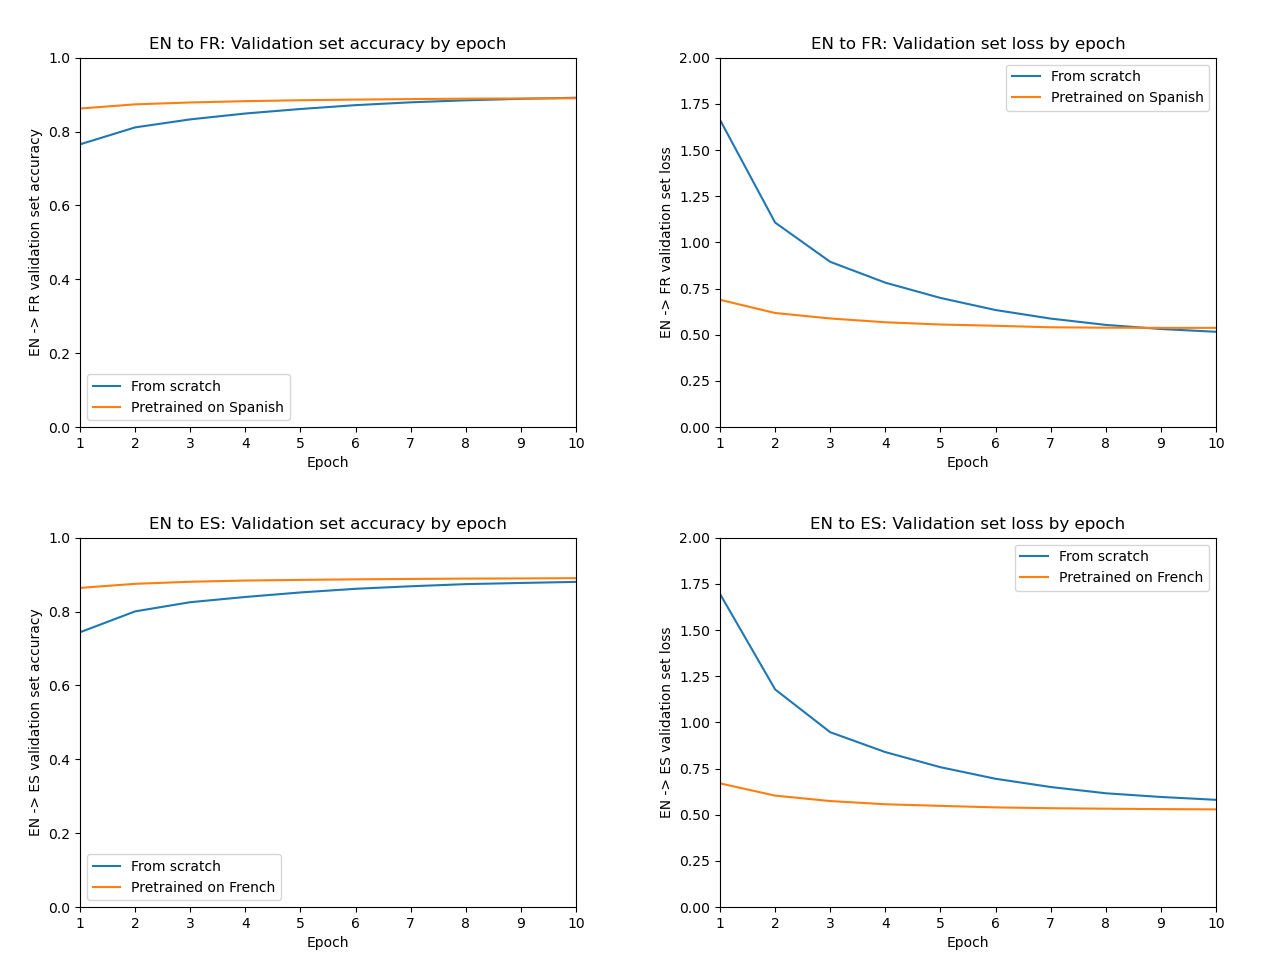 EN to FR: Validation set accuracy by epoch
EN -> FR validation set accuracy
1.0
0.8
0.6
0.4
0.2
0.0
From scratch
Pretrained on Spanish
1 2 3 4 5 6 7 8 9 10
Epoch
EN to FR: Validation set loss by epoch
EN -> FR validation set loss
2.00
1.75
1.50
1.25
1.00
0.75
0.50
0.25
0.00
From scratch
Pretrained on Spanish
1 2 3 4 5 6 7 8 9 10
Epoch
EN to ES: Validation set accuracy by epoch
EN -> ES validation set accuracy
1.0
0.8
0.6
0.4
0.2
0.0
From scratch
Pretrained on French
1 2 3 4 5 6 7 8 9 10
Epoch
EN to ES: Validation set loss by epoch
EN -> ES validation set loss
2.00
1.75
1.50
1.25
1.00
0.75
0.50
0.25
0.00
From scratch
Pretrained on French
1 2 3 4 5 6 7 8 9 10
Epoch